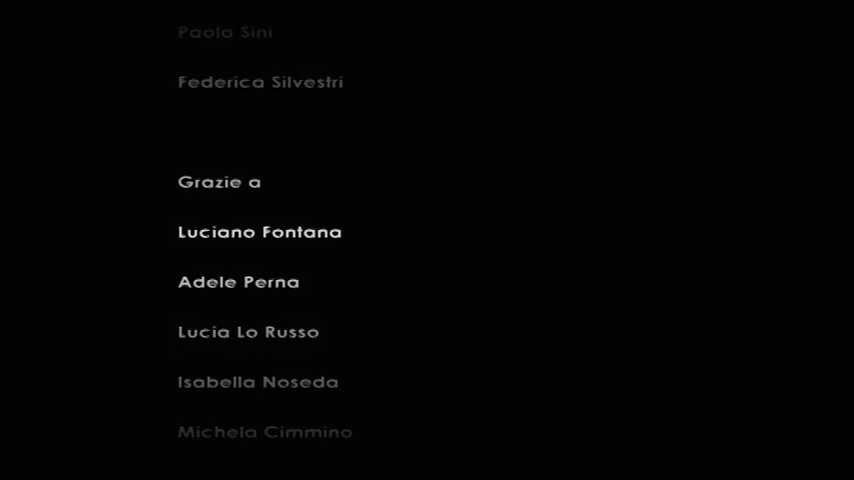 Paola Sini
Federica Silvestri
Grazie a
Luciano Fontana
Adele Perna
Lucia Lo Russo
Isabella Noseda
Michela Cimmino